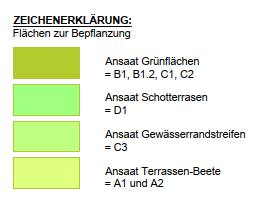 ZEICHENERKLÄRUNG:
Flächen zur Bepflanzung
Ansaat Grünflächen
= B1, B1.2, C1, C2
Ansaat Schotterrasen
= D1
Ansaat Gewässerrandstreifen
= C3
Ansaat Terrassen-Beete
= A1 und A2